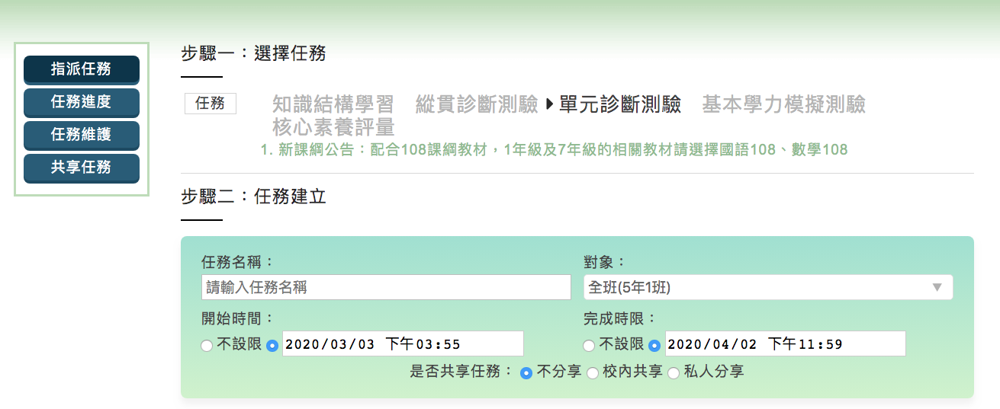 指派任務
任務進度
任務維護
共享任務
步驟一：選擇任務
任務 知識結構學習 縱貫診斷測驗 單元診斷測驗 基本學力模擬測驗
核心素養評量
1. 新課綱公告：配合108課綱教材，1年級及7年級的相關教材請選擇國語108、數學108
步驟二：任務建立
任務名稱： 對象：
請輸入任務名稱 全班(5年1班)
開始時間： 完成時限：
不設限 2020/03/03 下午03:55 不設限 2020/04/02 下午11:59
是否共享任務： 不分享 校內共享 私人分享